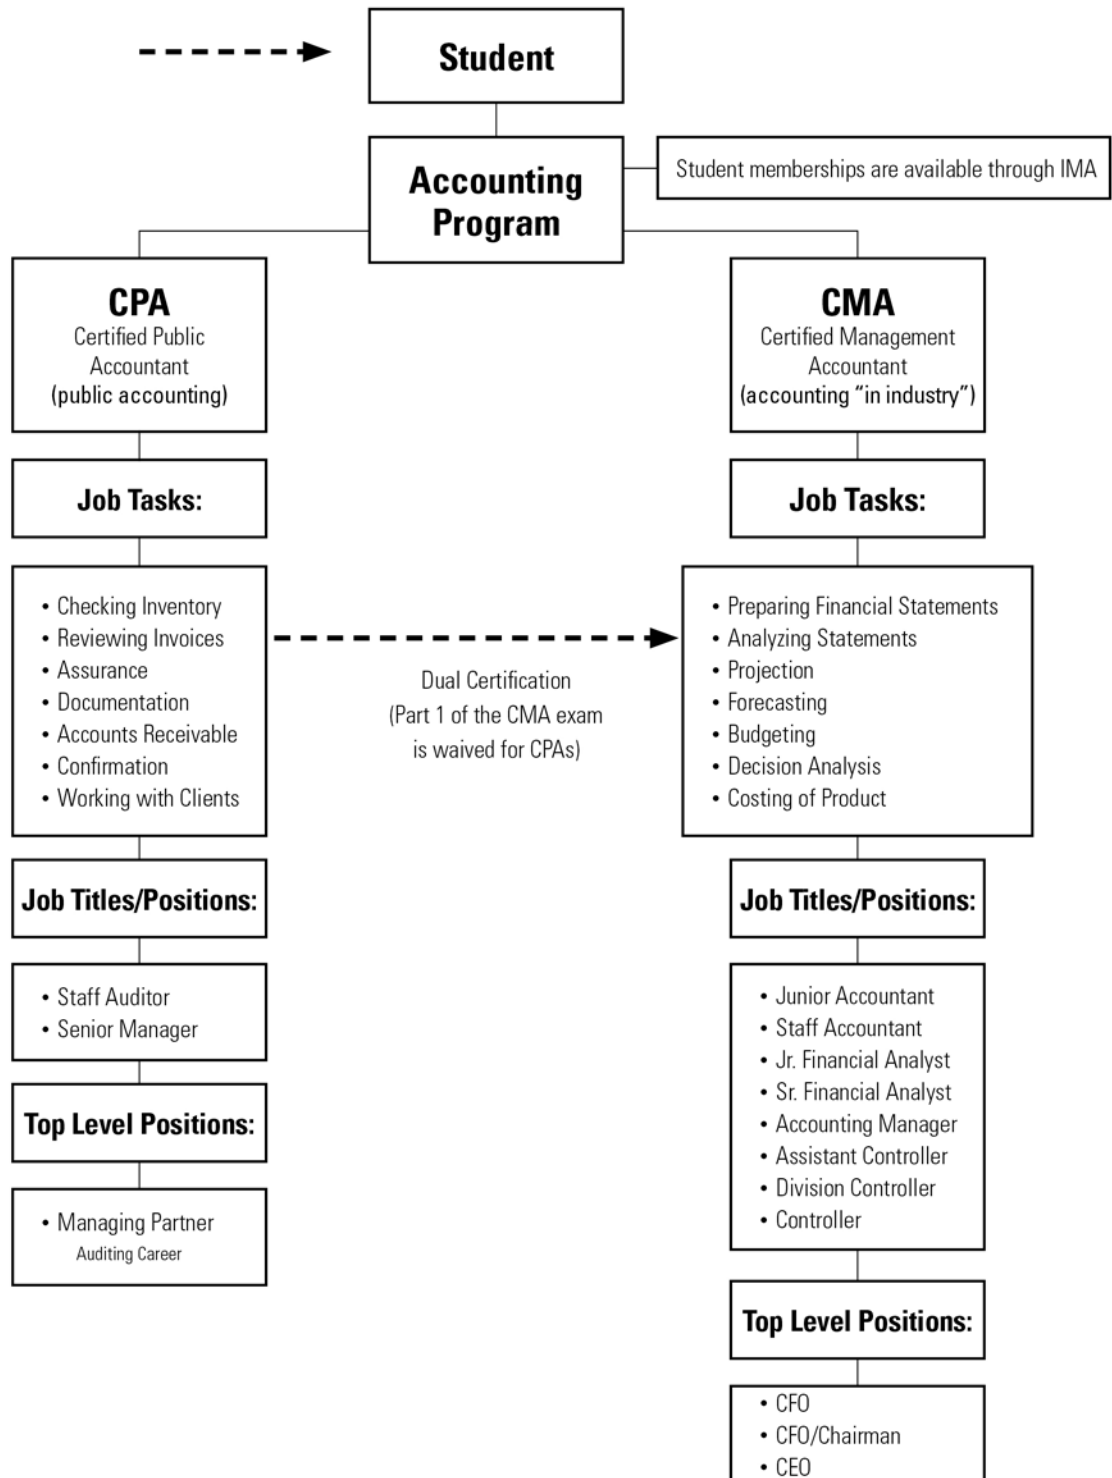 Student
Accounting
Program
Student memberships are available through IMA
CPA
Certified Public
Accountant
(public accounting)
Job Tasks:
• Checking Inventory
• Reviewing Invoices
• Assurance
• Documentation
• Accounts Receivable
• Confirmation
• Working with Clients
Job Titles/Positions:
• Staff Auditor
• Senior Manager
Top Level Positions:
• Managing Partner
Auditing Career
Dual Certification
(Part 1 of the CMA exam
is waived for CPAs)
CMA
Certified Management
Accountant
(accounting “in industry”)
Job Tasks:
• Preparing Financial Statements
• Analyzing Statements
• Projection
• Forecasting
• Budgeting
• Decision Analysis
• Costing of Product
Job Titles/Positions:
• Junior Accountant
• Staff Accountant
• Jr. Financial Analyst
• Sr. Financial Analyst
• Accounting Manager
• Assistant Controller
• Division Controller
• Controller
Top Level Positions:
• CFO
• CFO/Chairman
• CEO